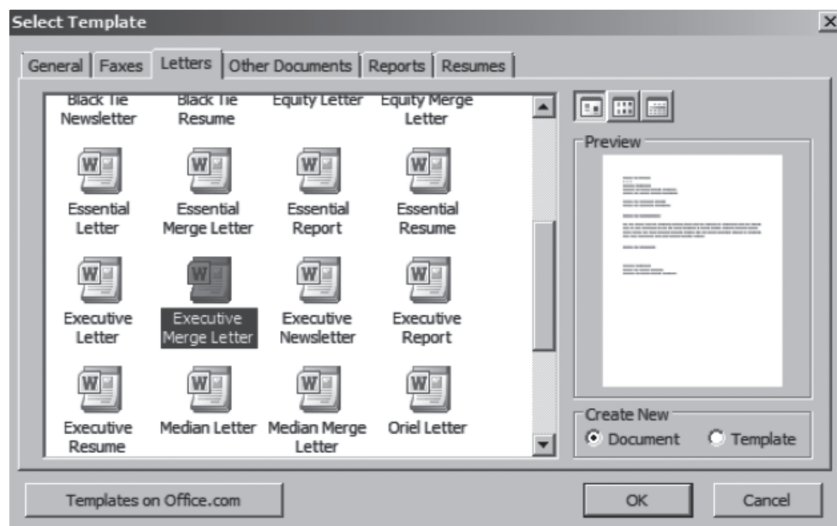 Select Template
General Faxes Letters Other Documents Reports Resumes
Black Tie Newsletter
Black Tie Resume
Equity Letter
Equity Merge Letter
Essential Letter
Essential Merge Letter
Essential Report
Essential Resume
Executive Letter
Executive Merge Letter
Executive Newsletter
Executive Report
Executive Resume
Median Letter
Median Merge Letter
Oriel Letter
Preview
Create New
Document Template
Templates on Office.com
OK Cancel